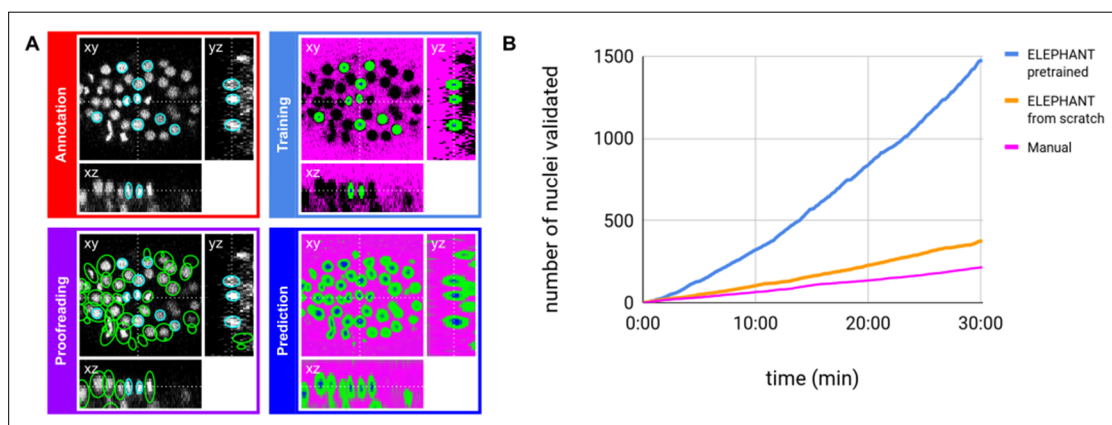 A
Annotation
xy
yz
xz
Training
xy
yz
xz
Proofreading
xy
yz
xz
Prediction
xy
yz
xz
B
number of nuclei validated
1500
1000
500
0
0:00
10:00
20:00
30:00
time (min)
ELEPHANT
pretrained
ELEPHANT
from scratch
Manual